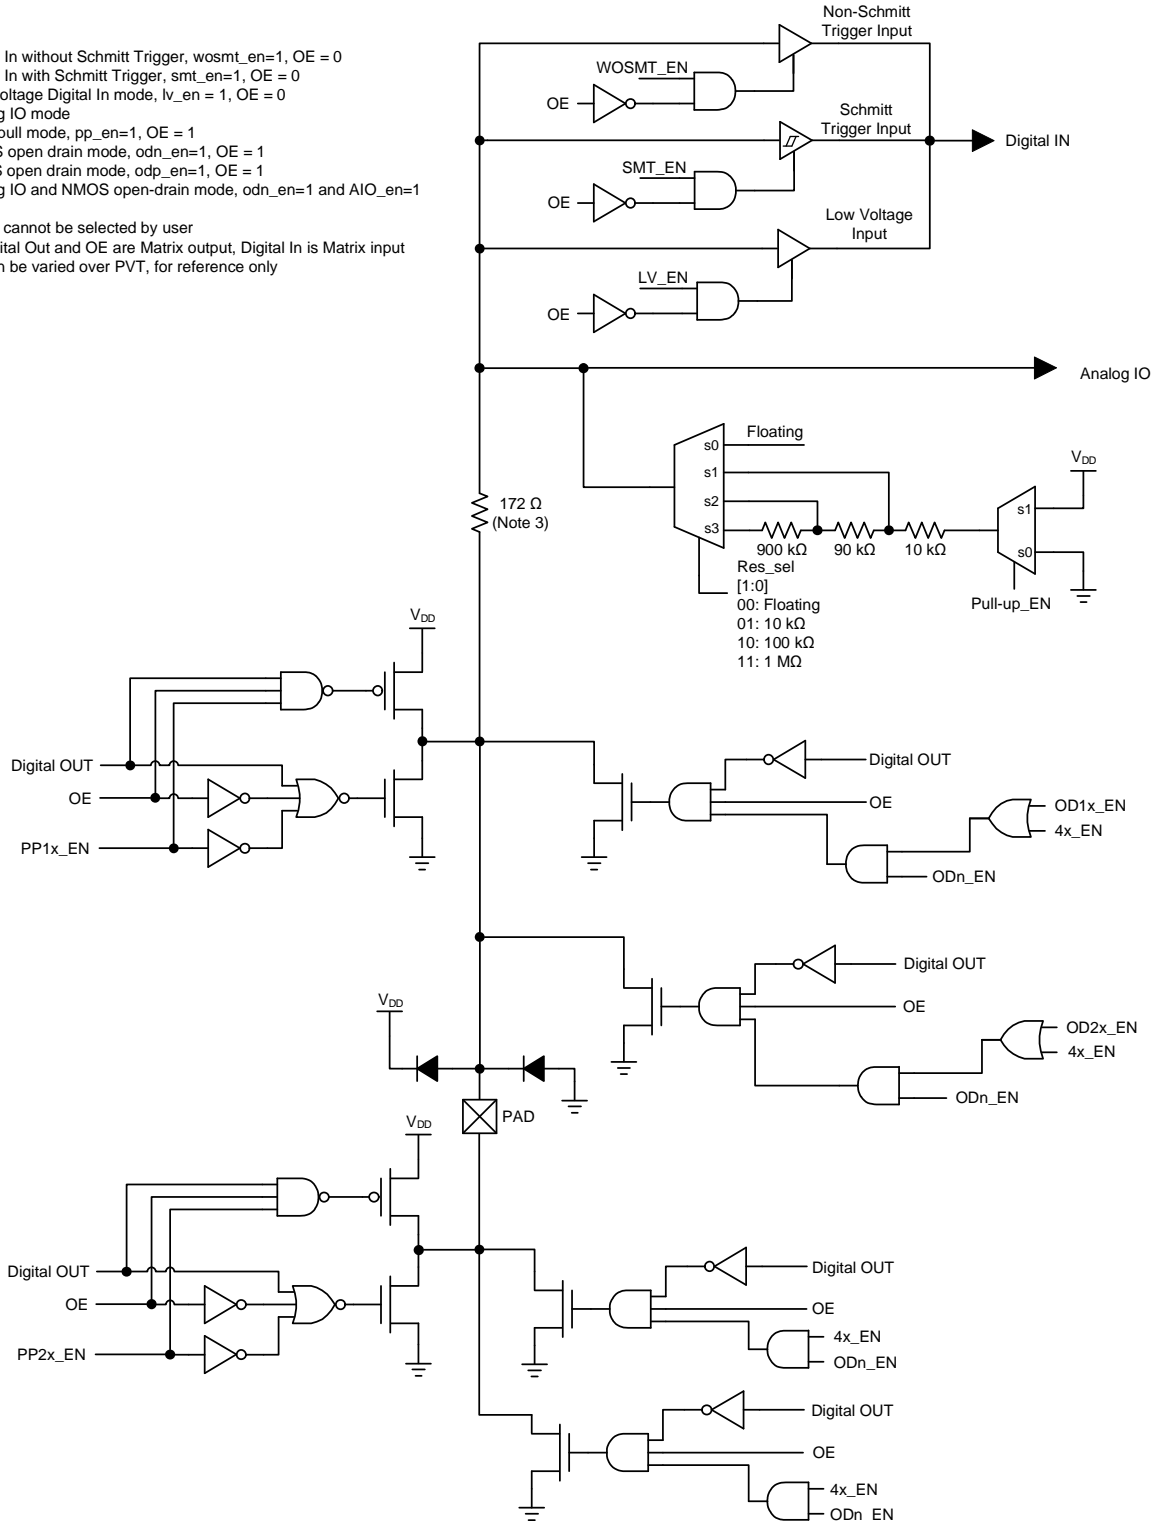 Non-Schmitt
Trigger Input
In without Schmitt Trigger, wosmt_en=1, OE = 0
In with Schmitt Trigger, smt_en=1, OE = 0
oltage Digital In mode, lv_en = 1, OE = 0
g IO mode
pull mode, pp_en=1, OE = 1
S open drain mode, odn_en=1, OE = 1
S open drain mode, odp_en=1, OE = 1
g IO and NMOS open-drain mode, odn_en=1 and AIO_en=1
cannot be selected by user
ital Out and OE are Matrix output, Digital In is Matrix input
n be varied over PVT, for reference only
WOSMT_EN
OE
Schmitt
Trigger Input
Digital IN
SMT_EN
OE
Low Voltage
Input
LV_EN
OE
Analog IO
Floating
s0
s1
s2
s3
VDD
s1
s0
172 Ω
(Note 3)
900 kΩ
90 kΩ
10 kΩ
Res_sel
[1:0]
00: Floating
01: 10 kΩ
10: 100 kΩ
11: 1 MΩ
Pull-up_EN
VDD
Digital OUT
OE
PP1x_EN
Digital OUT
OE
OD1x_EN
4x_EN
ODn_EN
Digital OUT
OE
OD2x_EN
4x_EN
ODn_EN
VDD
PAD
VDD
Digital OUT
OE
PP2x_EN
Digital OUT
OE
4x_EN
ODn_EN
Digital OUT
OE
4x_EN
ODn_EN